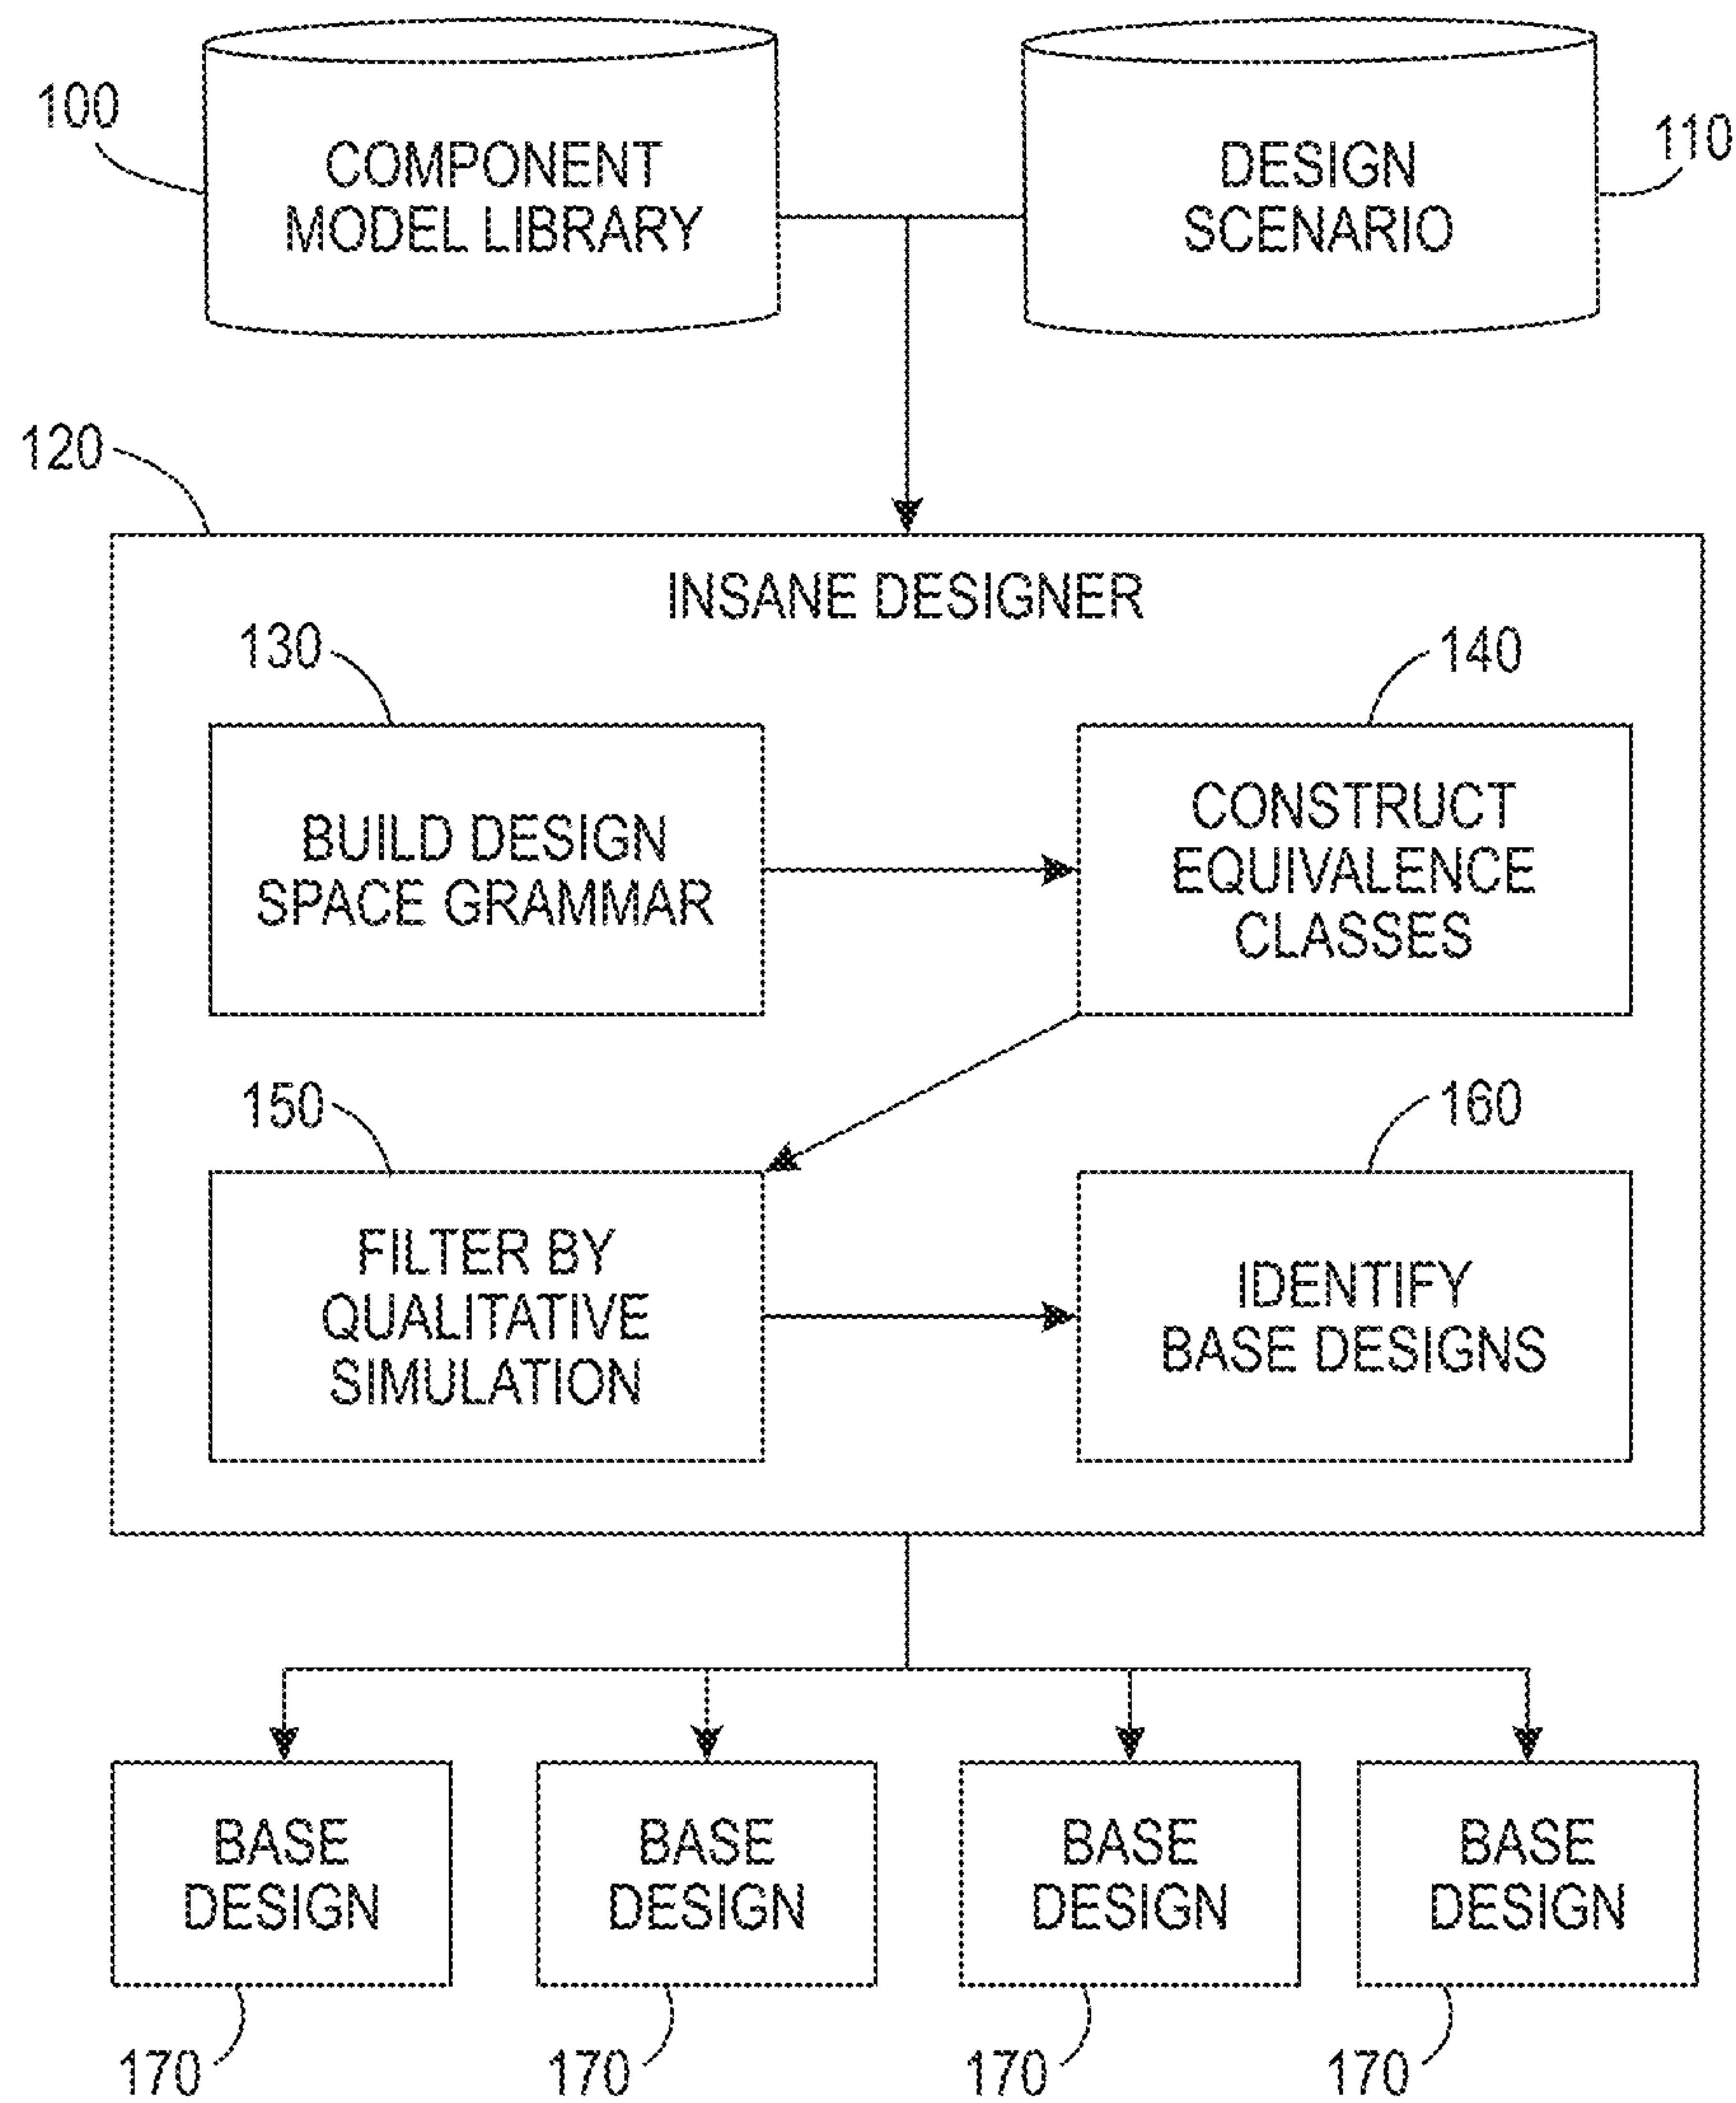 100
COMPONENT
MODEL LIBRARY
DESIGN
SCENARIO
110
120
INSANE DESIGNER
130
BUILD DESIGN
SPACE GRAMMAR
140
CONSTRUCT
EQUIVALENCE
CLASSES
150
FILTER BY
QUALITATIVE
SIMULATION
160
IDENTIFY
BASE DESIGNS
BASE
DESIGN
170
BASE
DESIGN
170
BASE
DESIGN
170
BASE
DESIGN
170